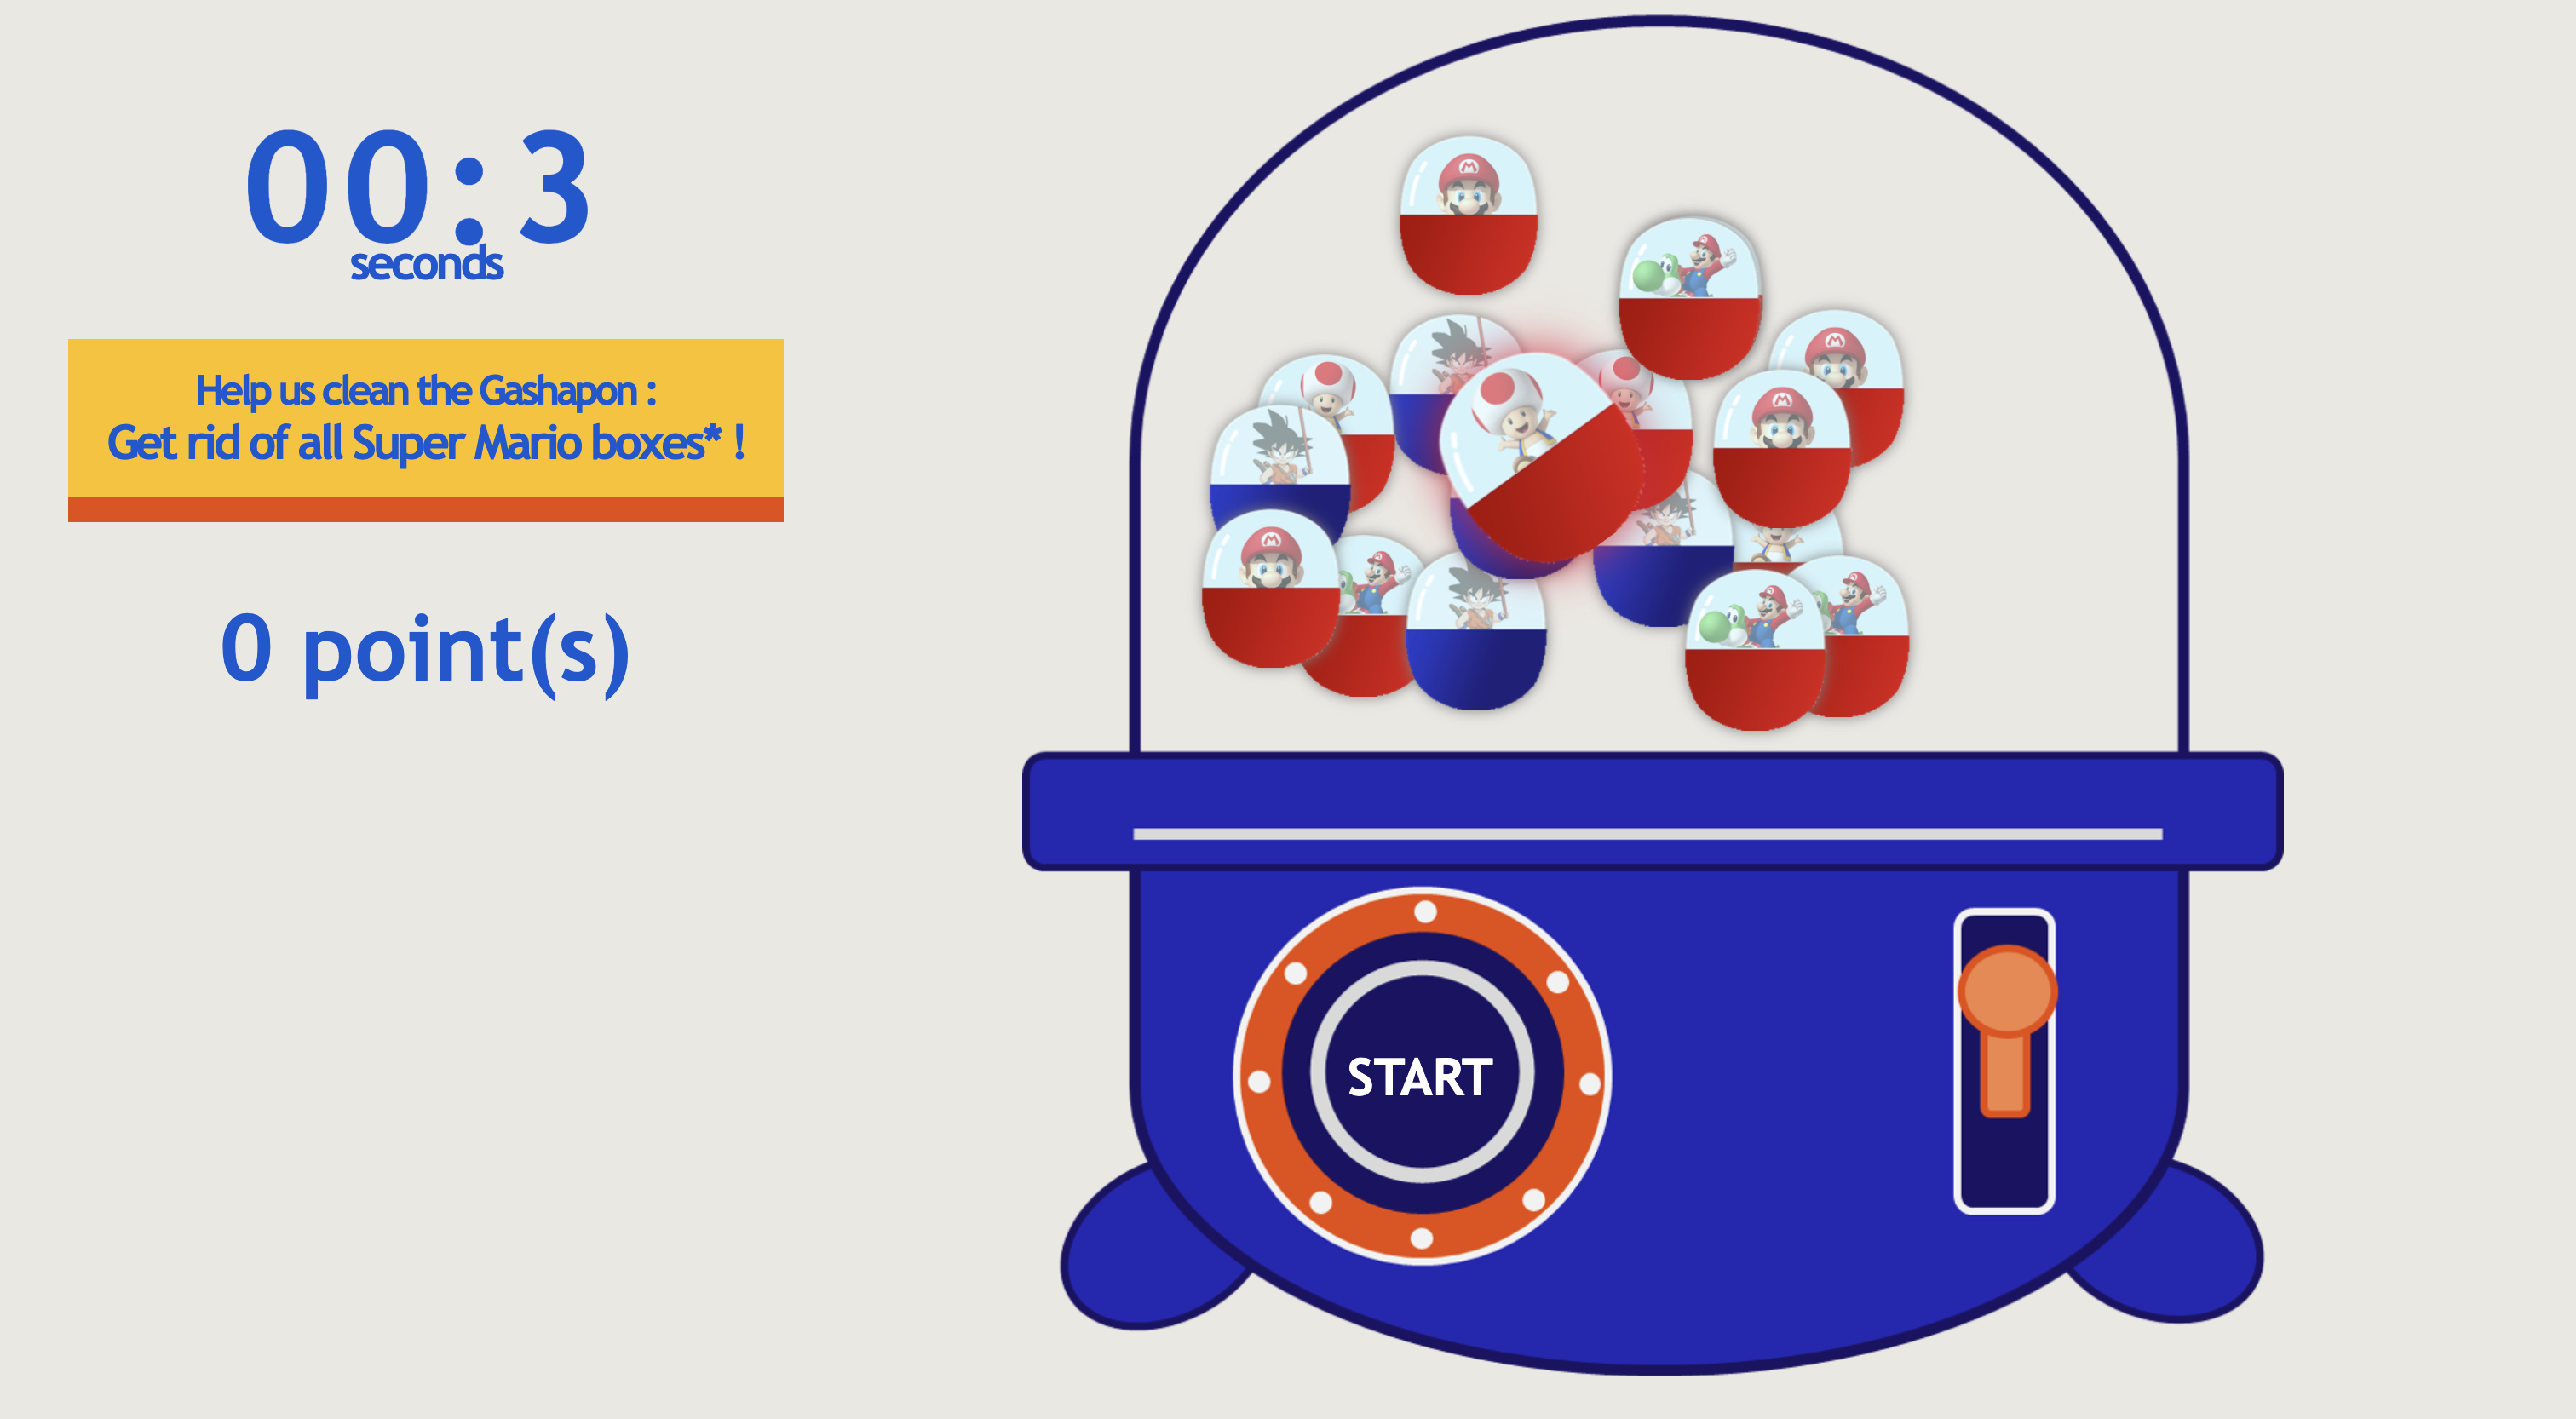 00:3
seconds
Help us clean the Gashapon :
Get rid of all Super Mario boxes* !
0 point(s)
START